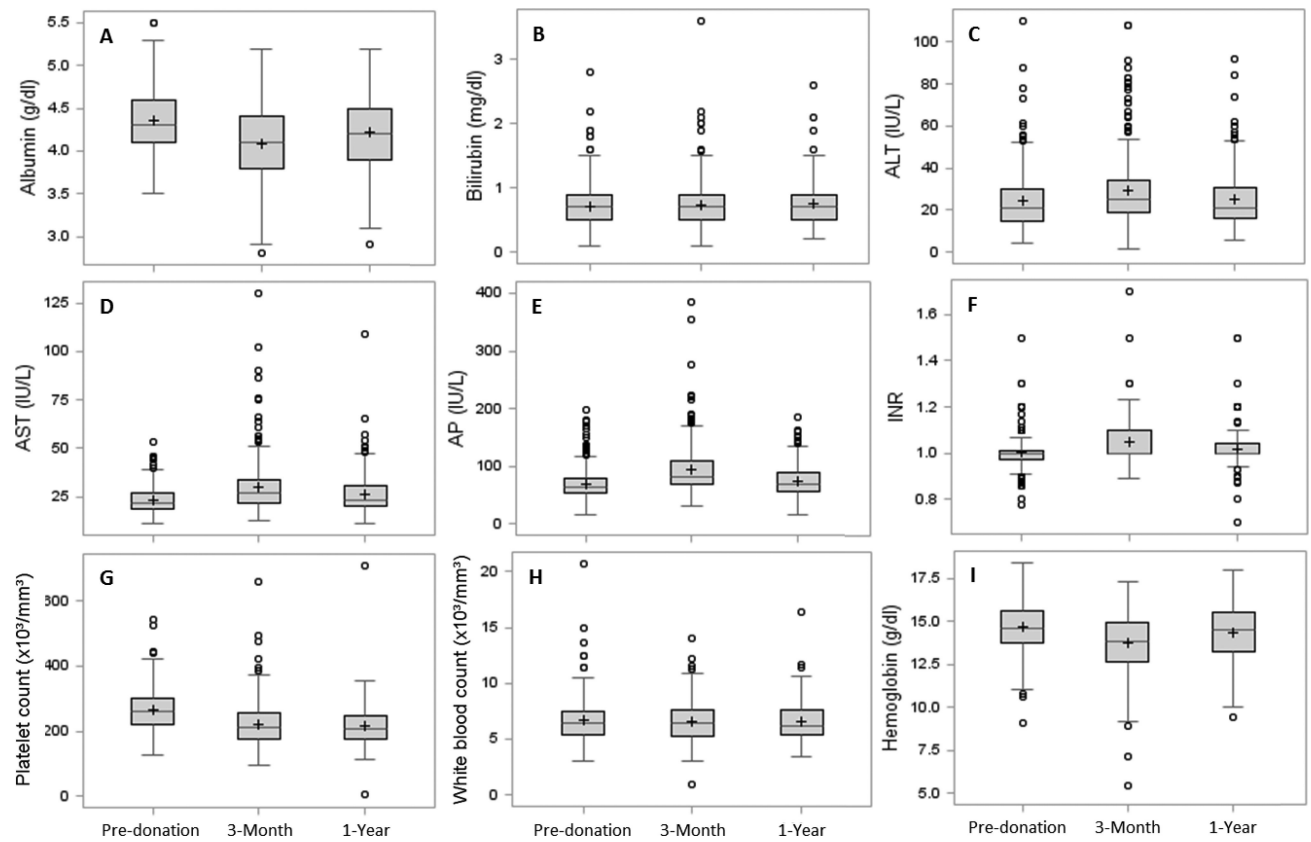 A
Albumin (g/dl)
5.5
5.0
4.5
4.0
3.5
3.0
B
Bilirubin (mg/dl)
3
2
1
0
C
ALT (IU/L)
100
80
60
40
20
0
D
AST (IU/L)
125
100
75
50
25
E
AP (IU/L)
400
300
200
100
0
F
INR
1.6
1.4
1.2
1.0
0.8
G
Platelet count (x10³/mm³)
600
400
200
0
Pre-donation 3-Month 1-Year
H
White blood count (x10³/mm³)
20
15
10
5
0
Pre-donation 3-Month 1-Year
I
Hemoglobin (g/dl)
17.5
15.0
12.5
10.0
7.5
5.0
Pre-donation 3-Month 1-Year